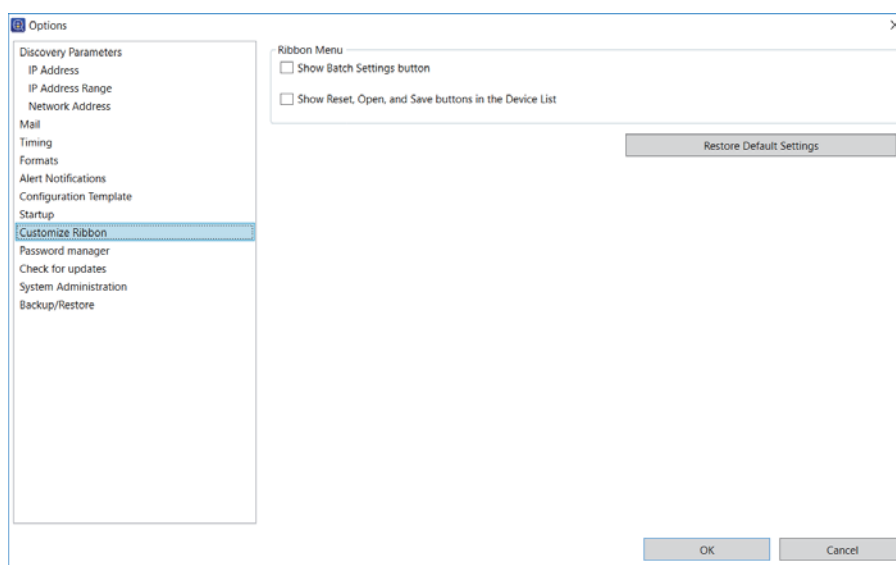 Options
Discovery Parameters
IP Address
IP Address Range
Network Address
Mail
Timing
Formats
Alert Notifications
Configuration Template
Startup
Customize Ribbon
Password manager
Check for updates
System Administration
Backup/Restore
Ribbon Menu
Show Batch Settings button
Show Reset, Open, and Save buttons in the Device List
Restore Default Settings
OK
Cancel